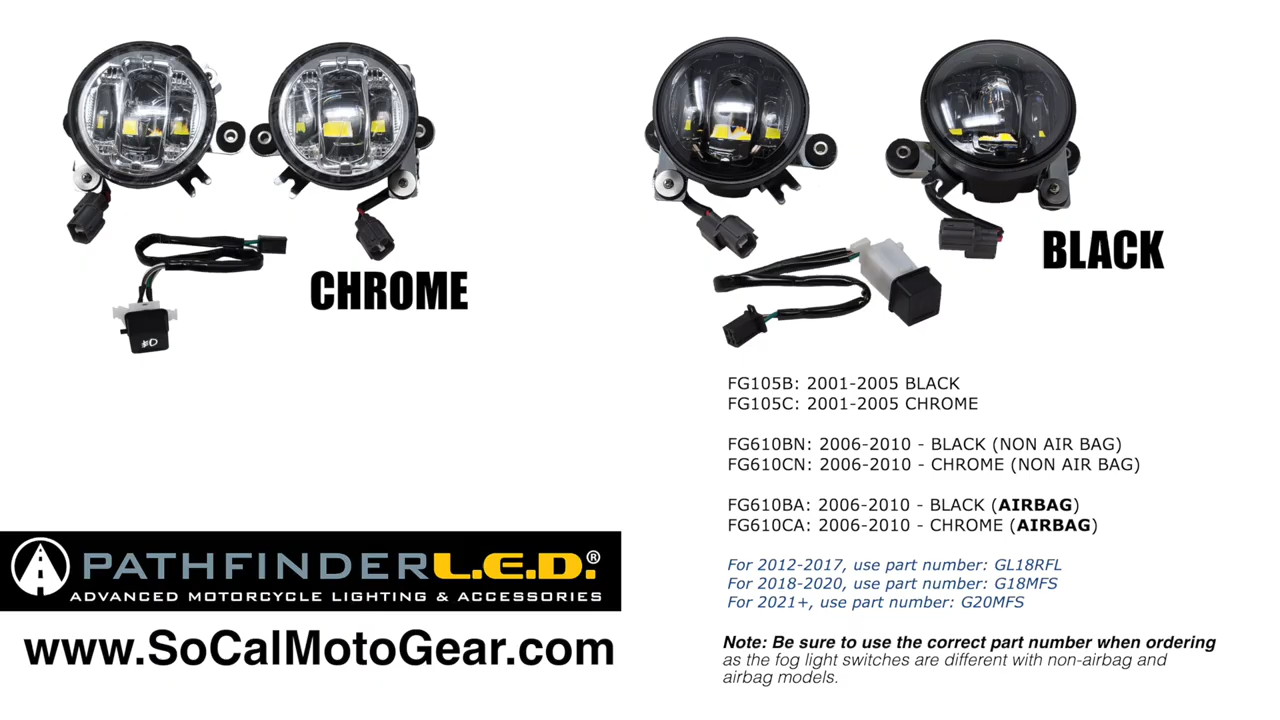 CHROME
BLACK
FG105B: 2001-2005 BLACK
FG105C: 2001-2005 CHROME
FG610BN: 2006-2010 - BLACK (NON AIR BAG)
FG610CN: 2006-2010 - CHROME (NON AIR BAG)
FG610BA: 2006-2010 - BLACK (AIRBAG)
FG610CA: 2006-2010 - CHROME (AIRBAG)
For 2012-2017, use part number: GL18RFL
For 2018-2020, use part number: G18MFS
For 2021+, use part number: G20MFS
Note: Be sure to use the correct part number when ordering
as the fog light switches are different with non-airbag and
airbag models.
PATHFINDERL.E.D.®
ADVANCED MOTORCYCLE LIGHTING & ACCESSORIES
www.SoCalMotoGear.com